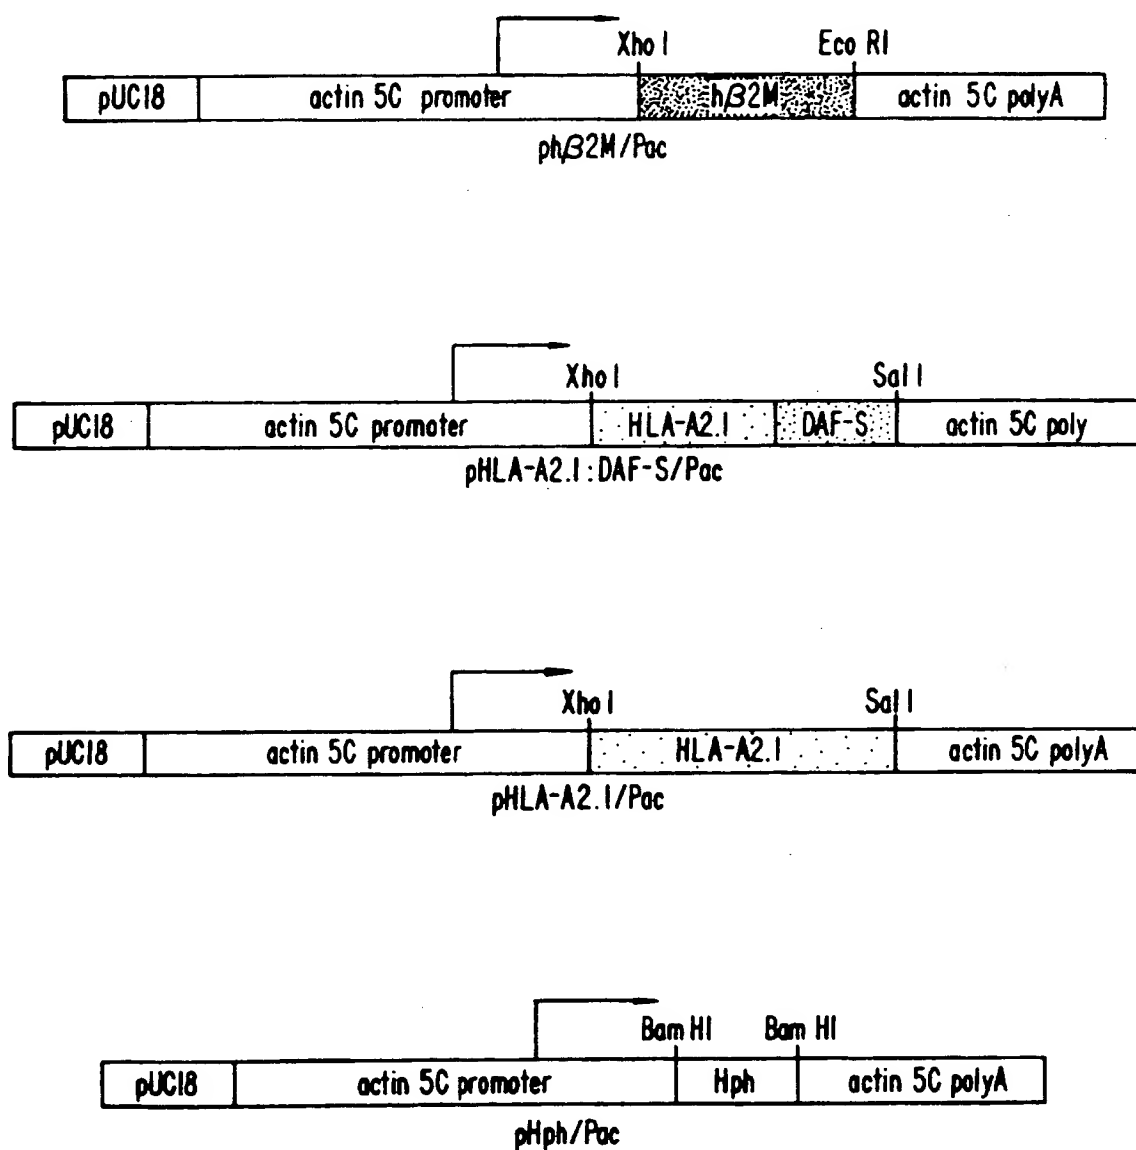 Xho I Eco RI
pUC18 actin 5C promoter hβ2M actin 5C polyA
phβ2M/Pac
Xho I Sal I
pUC18 actin 5C promoter HLA-A2.1 DAF-S actin 5C poly
pHLA-A2.1:DAF-S/Pac
Xho I Sal I
pUC18 actin 5C promoter HLA-A2.1 actin 5C polyA
pHLA-A2.1/Pac
Bam HI Bam HI
pUC18 actin 5C promoter Hph actin 5C polyA
pHph/Pac